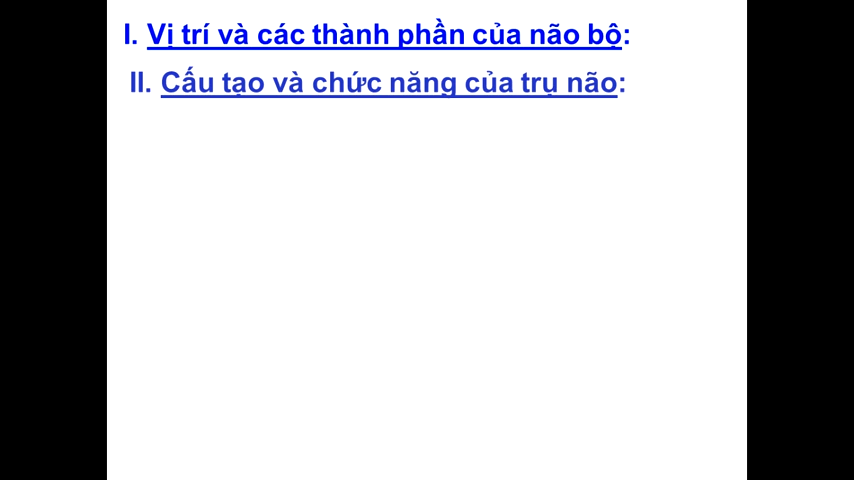 I. Vị trí và các thành phần của não bộ:
II. Cấu tạo và chức năng của trụ não: